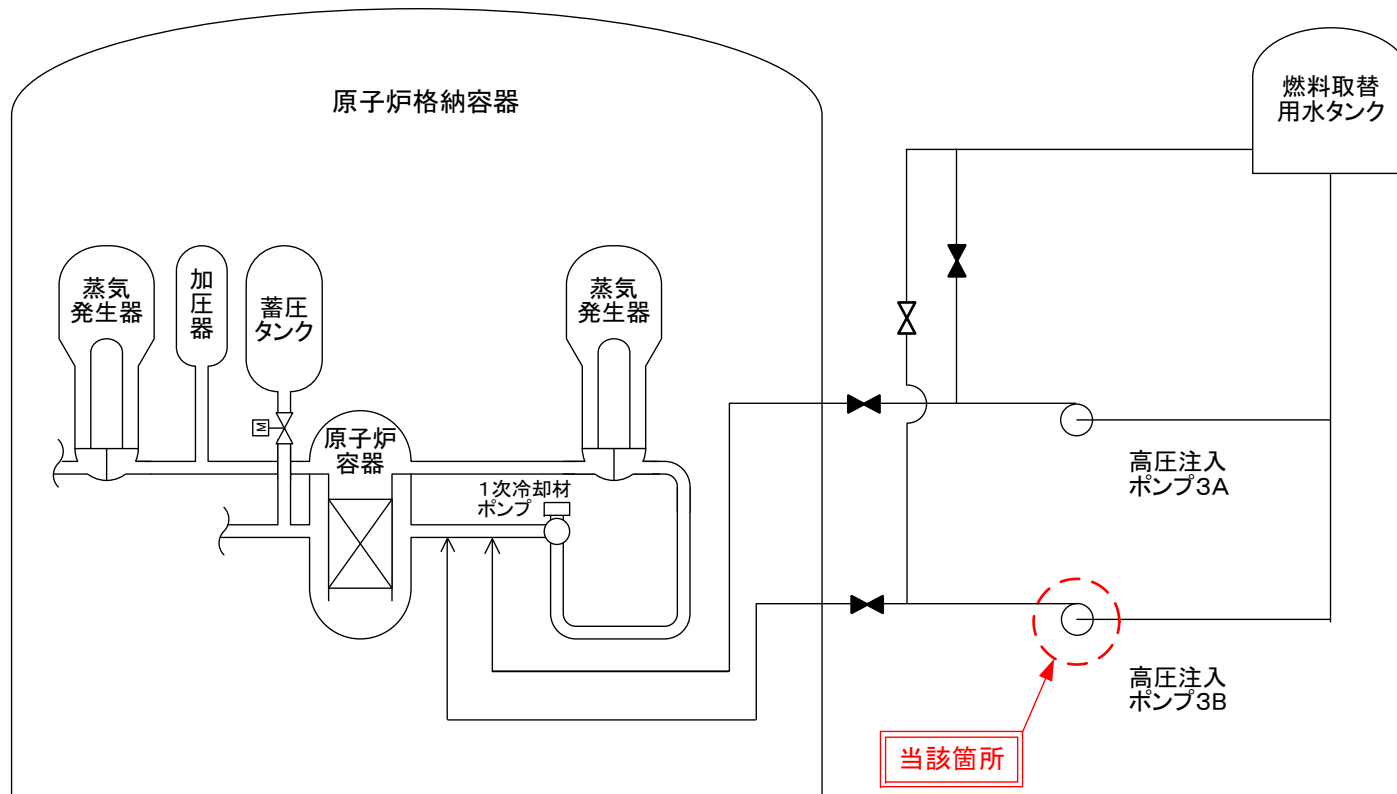 原子炉格納容器
燃料取替
用水タンク
蒸気
発生器
加
圧
器
蓄圧
タンク
蒸気
発生器
M
原子炉
容器
1次冷却材
ポンプ
高圧注入
ポンプ3A
高圧注入
ポンプ3B
当該箇所